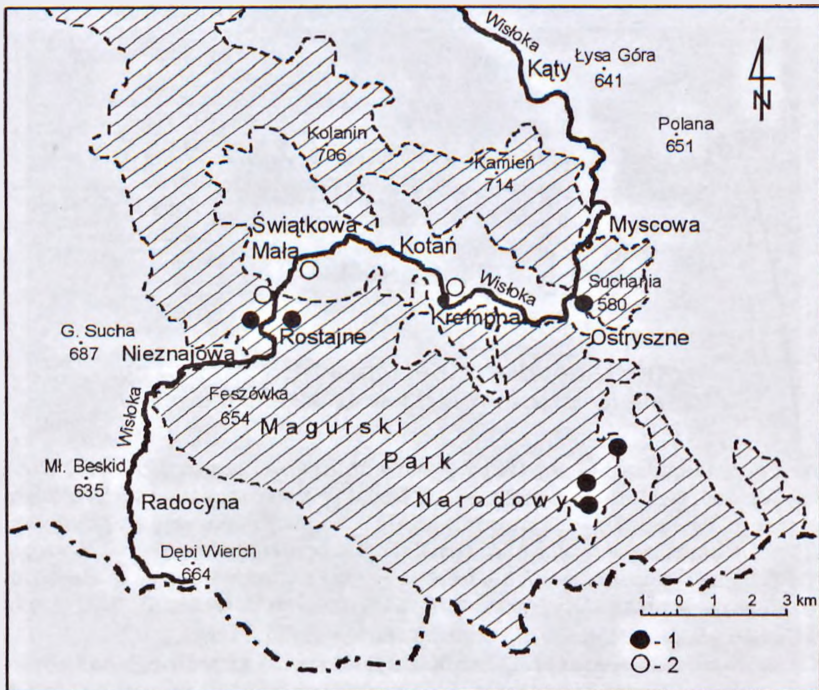 Wisłoka
Łysa Góra
641
Kąty
N
Polana
651
Kolanin
706
Kamień
714
Świątkowa
Mała
Kotań
Myscowa
Wisłoka
Suchania
580
G. Sucha
687
Krempna
Ostryszne
Rostajne
Nieznajowa
Feszówka
654
Wisłoka
Magurski
Park
Narodowy
Mł. Beskid
635
Radocyna
Dębi Wierch
664
1 0 1 2 3 km
- 1
- 2